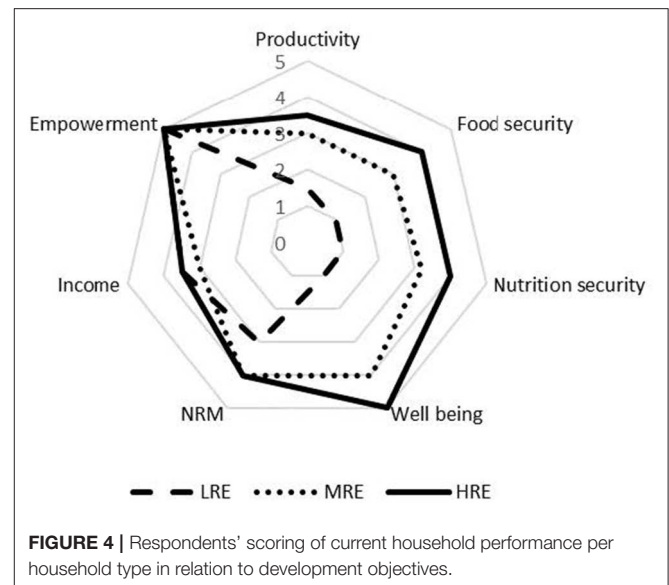 Productivity
5
4
3
2
1
0
Empowerment
Food security
Income
Nutrition security
NRM
Well being
LRE MRE HRE
FIGURE 4 | Respondents’ scoring of current household performance per
household type in relation to development objectives.